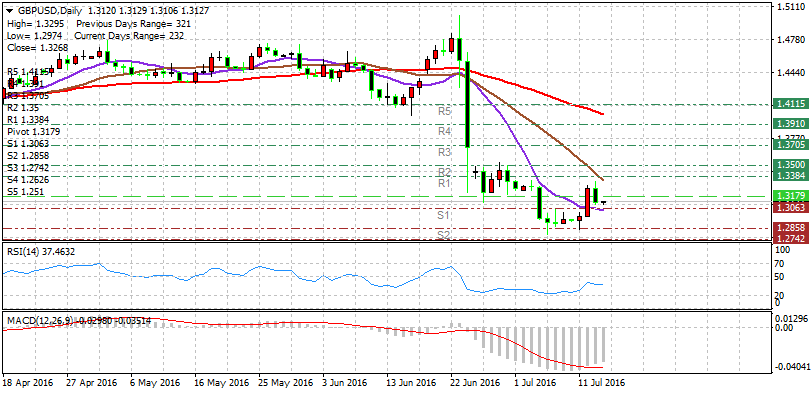 GBPUSD,Daily 1.3120 1.3129 1.3106 1.3127
High= 1.3295 Previous Days Range= 321
Low= 1.2974 Current Days Range= 232
Close= 1.3268
R5 1.4115
R3 1.3705
R2 1.35
R1 1.3384
Pivot 1.3179
S1 1.3063
S2 1.2858
S3 1.2742
S4 1.2626
S5 1.251
R5
R4
R3
R2
R1
S1
S2
1.5110
1.4780
1.4440
1.4115
1.3910
1.3770
1.3705
1.3500
1.3384
1.3179
1.3063
1.2858
1.2742
RSI(14) 37.4632
100
70
50
20
0
MACD(12,26,9) -0.02980 -0.03514
0.01296
0.00
-0.04041
18 Apr 2016 27 Apr 2016 6 May 2016 16 May 2016 25 May 2016 3 Jun 2016 13 Jun 2016 22 Jun 2016 1 Jul 2016 11 Jul 2016